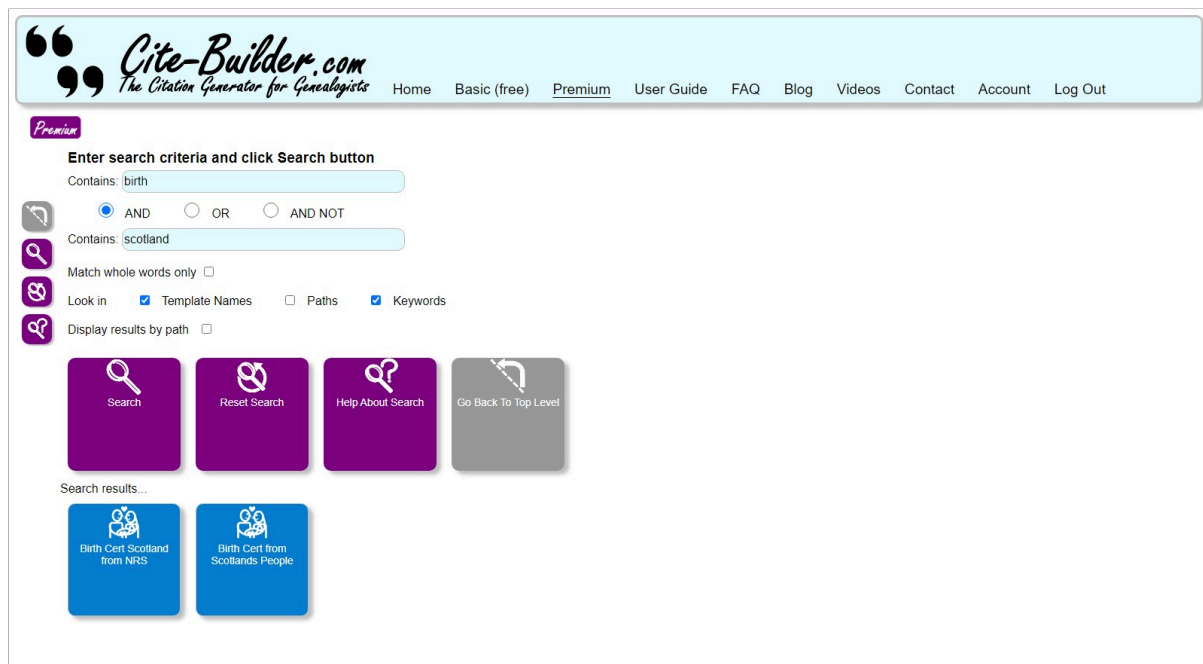 Cite-Builder.com
The Citation Generator for Genealogists
Home Basic (free) Premium User Guide FAQ Blog Videos Contact Account Log Out
Premium
Enter search criteria and click Search button
Contains: birth
AND OR AND NOT
Contains: scotland
Match whole words only
Look in Template Names Paths Keywords
Display results by path
Search Reset Search Help About Search Go Back To Top Level
Search results...
Birth Cert Scotland
from NRS
Birth Cert from
Scotlands People